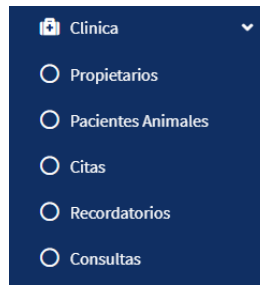 Clinica
Propietarios
Pacientes Animales
Citas
Recordatorios
Consultas